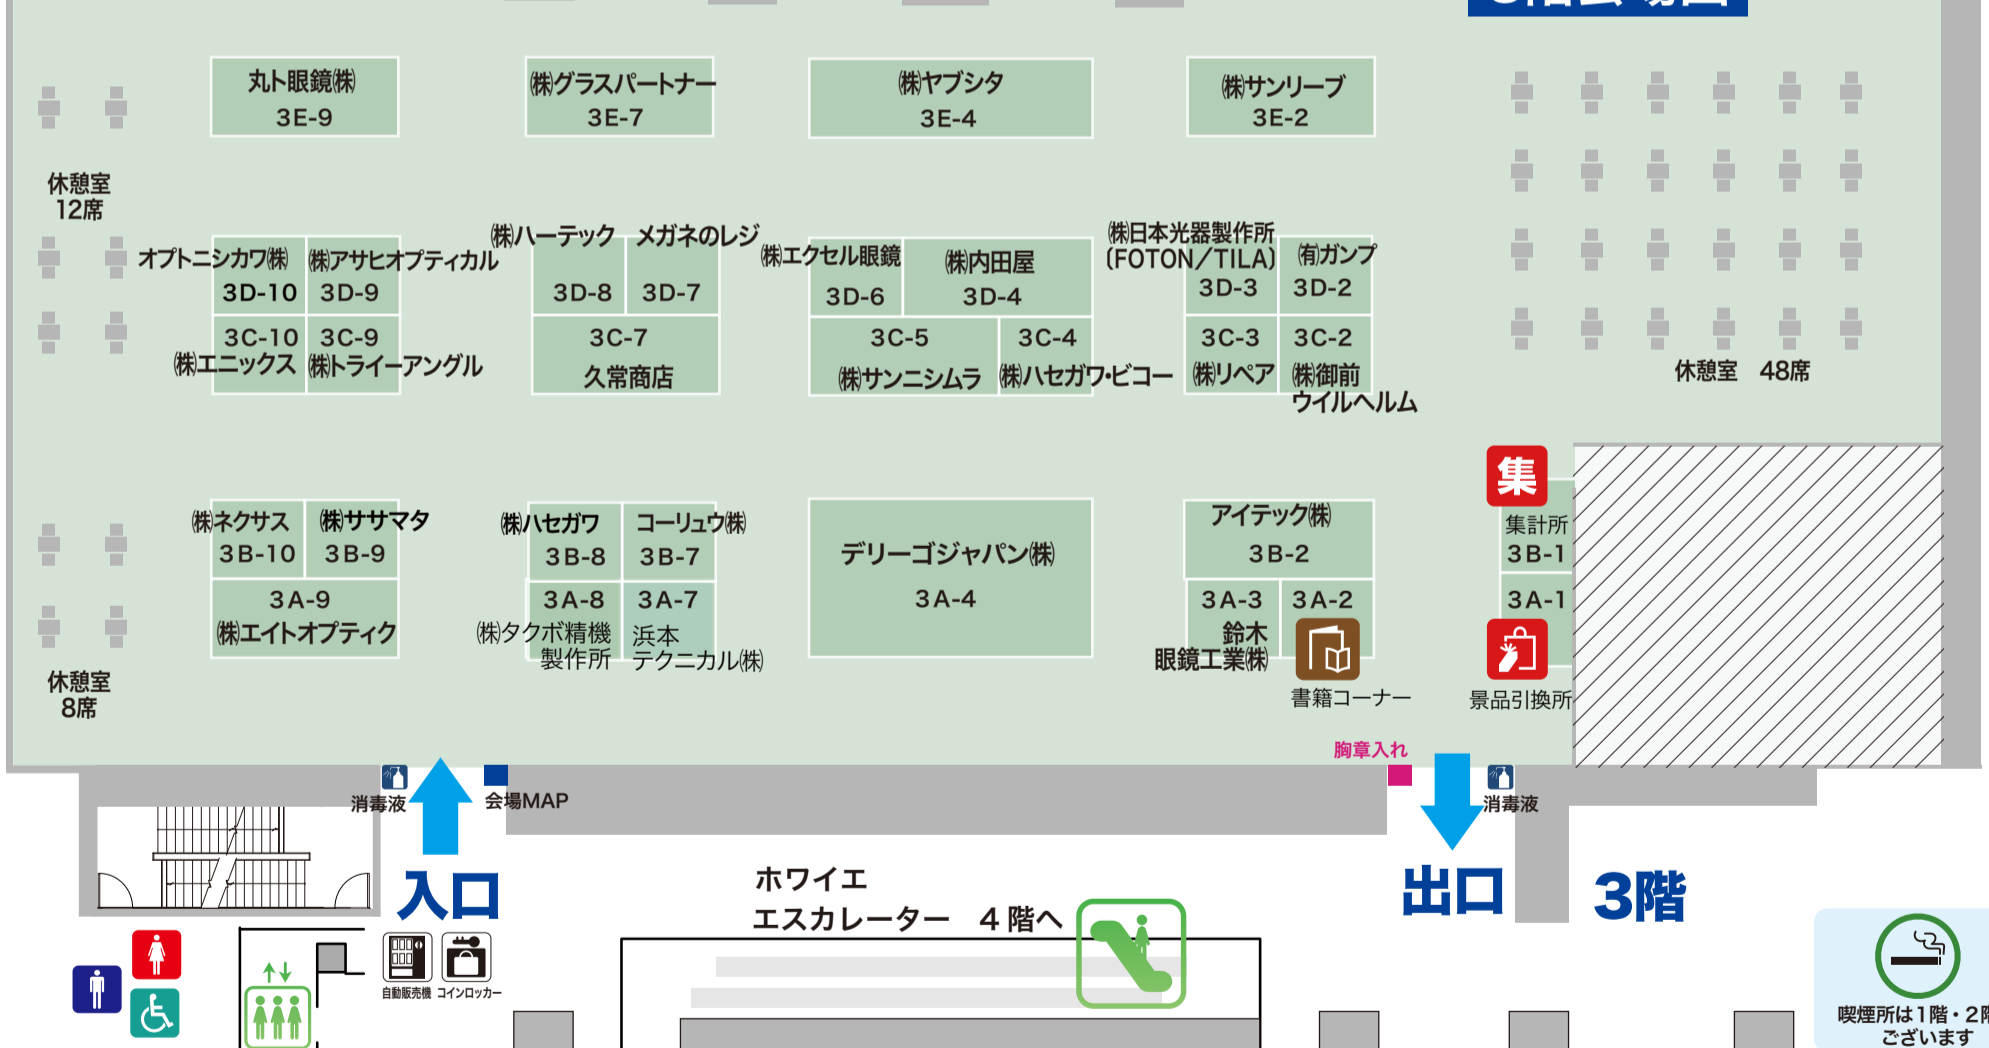 3階会場図
丸ト眼鏡㈱
3E-9
㈱グラスパートナー
3E-7
㈱ヤブシタ
3E-4
㈱サンリーブ
3E-2
休憩室
12席
オプトニシカワ㈱
3D-10
㈱アサヒオプティカル
3D-9
㈱ハーテック
3D-8
メガネのレジ
3D-7
㈱エクセル眼鏡
3D-6
㈱内田屋
3D-4
㈱日本光器製作所
〔FOTON/TILA〕
3D-3
㈲ガンプ
3D-2
3C-10
㈱エニックス
3C-9
㈱トライーアングル
3C-7
久常商店
3C-5
㈱サンニシムラ
3C-4
㈱ハセガワ・ビコー
3C-3
㈱リペア
3C-2
㈱御前
ウイルヘルム
休憩室　48席
㈱ネクサス
3B-10
㈱ササマタ
3B-9
㈱ハセガワ
3B-8
コーリュウ㈱
3B-7
デリーゴジャパン㈱
3A-4
アイテック㈱
3B-2
集
集計所
3B-1
3A-9
㈱エイトオプティク
3A-8
㈱タクボ精機
製作所
3A-7
浜本
テクニカル㈱
3A-3
鈴木
眼鏡工業㈱
3A-2
書籍コーナー
3A-1
景品引換所
休憩室
8席
胸章入れ
消毒液
会場MAP
消毒液
入口
出口
3階
ホワイエ
エスカレーター　4階へ
自動販売機
コインロッカー
喫煙所は1階・2階
ございます